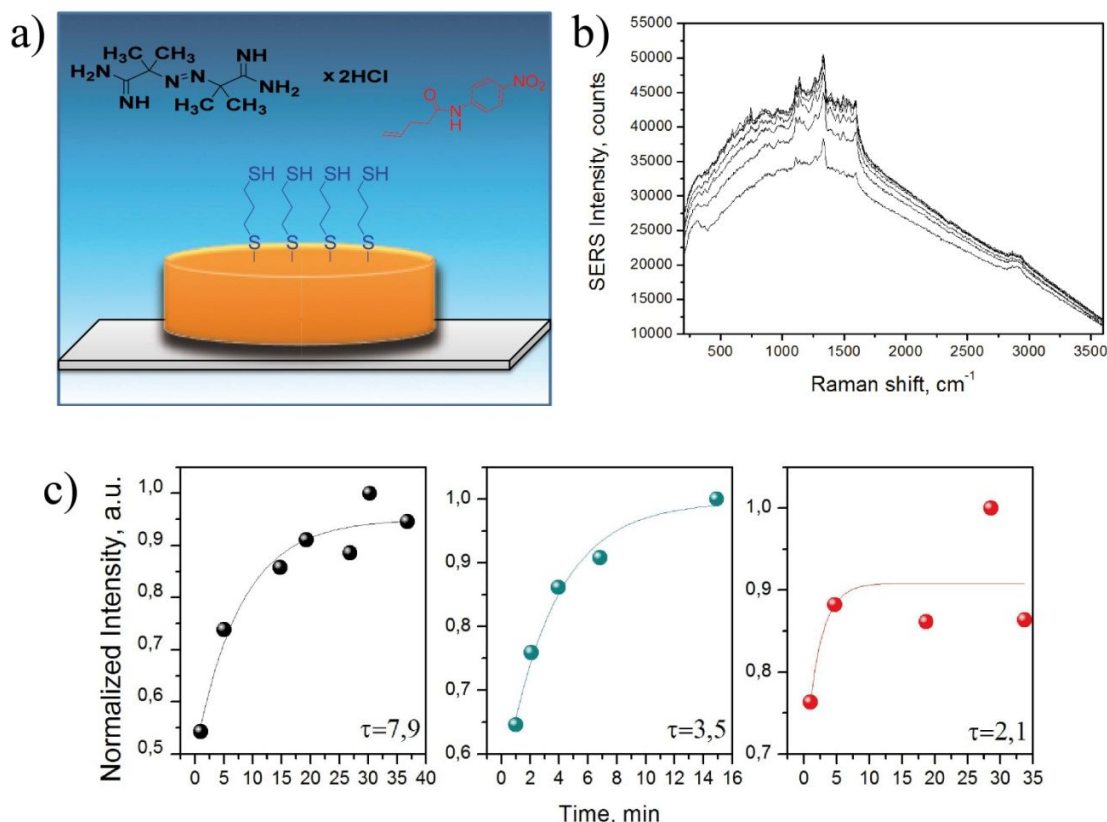 a)
H₃C CH₃
H₂N
NH
N=N
NH
NH₂
H₃C CH₃
x 2HCl
O
N
H
NO₂
SH SH SH SH
S S S S
b)
SERS Intensity, counts
55000
50000
45000
40000
35000
30000
25000
20000
15000
10000
500 1000 1500 2000 2500 3000 3500
Raman shift, cm⁻¹
c)
Normalized Intensity, a.u.
1,0
0,9
0,8
0,7
0,6
0,5
0 5 10 15 20 25 30 35 40
τ=7,9
1,0
0,9
0,8
0,7
0,6
0 2 4 6 8 10 12 14 16
τ=3,5
1,0
0,9
0,8
0,7
0 5 10 15 20 25 30 35
τ=2,1
Time, min